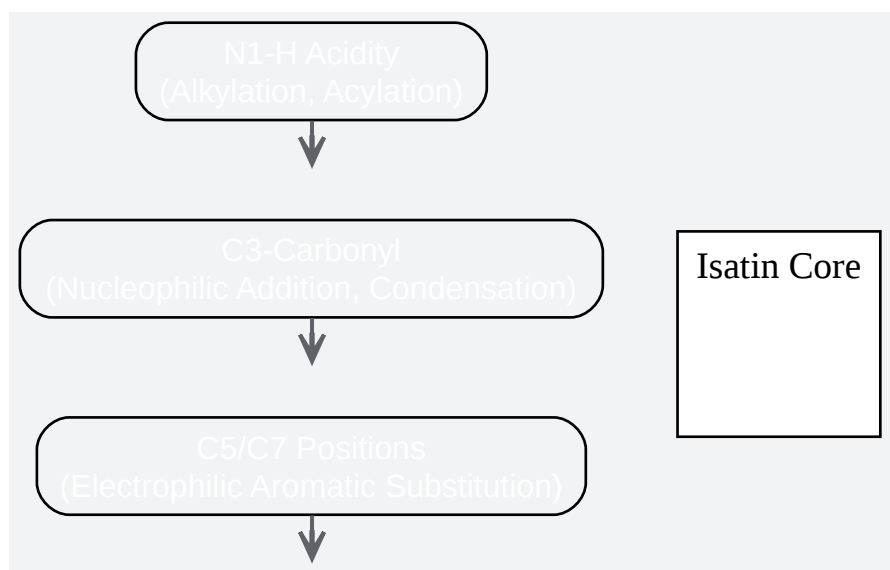 N1-H Acidity
(Alkylation, Acylation)
C3-Carbonyl
(Nucleophilic Addition, Condensation)
Isatin Core
C5/C7 Positions
(Electrophilic Aromatic Substitution)